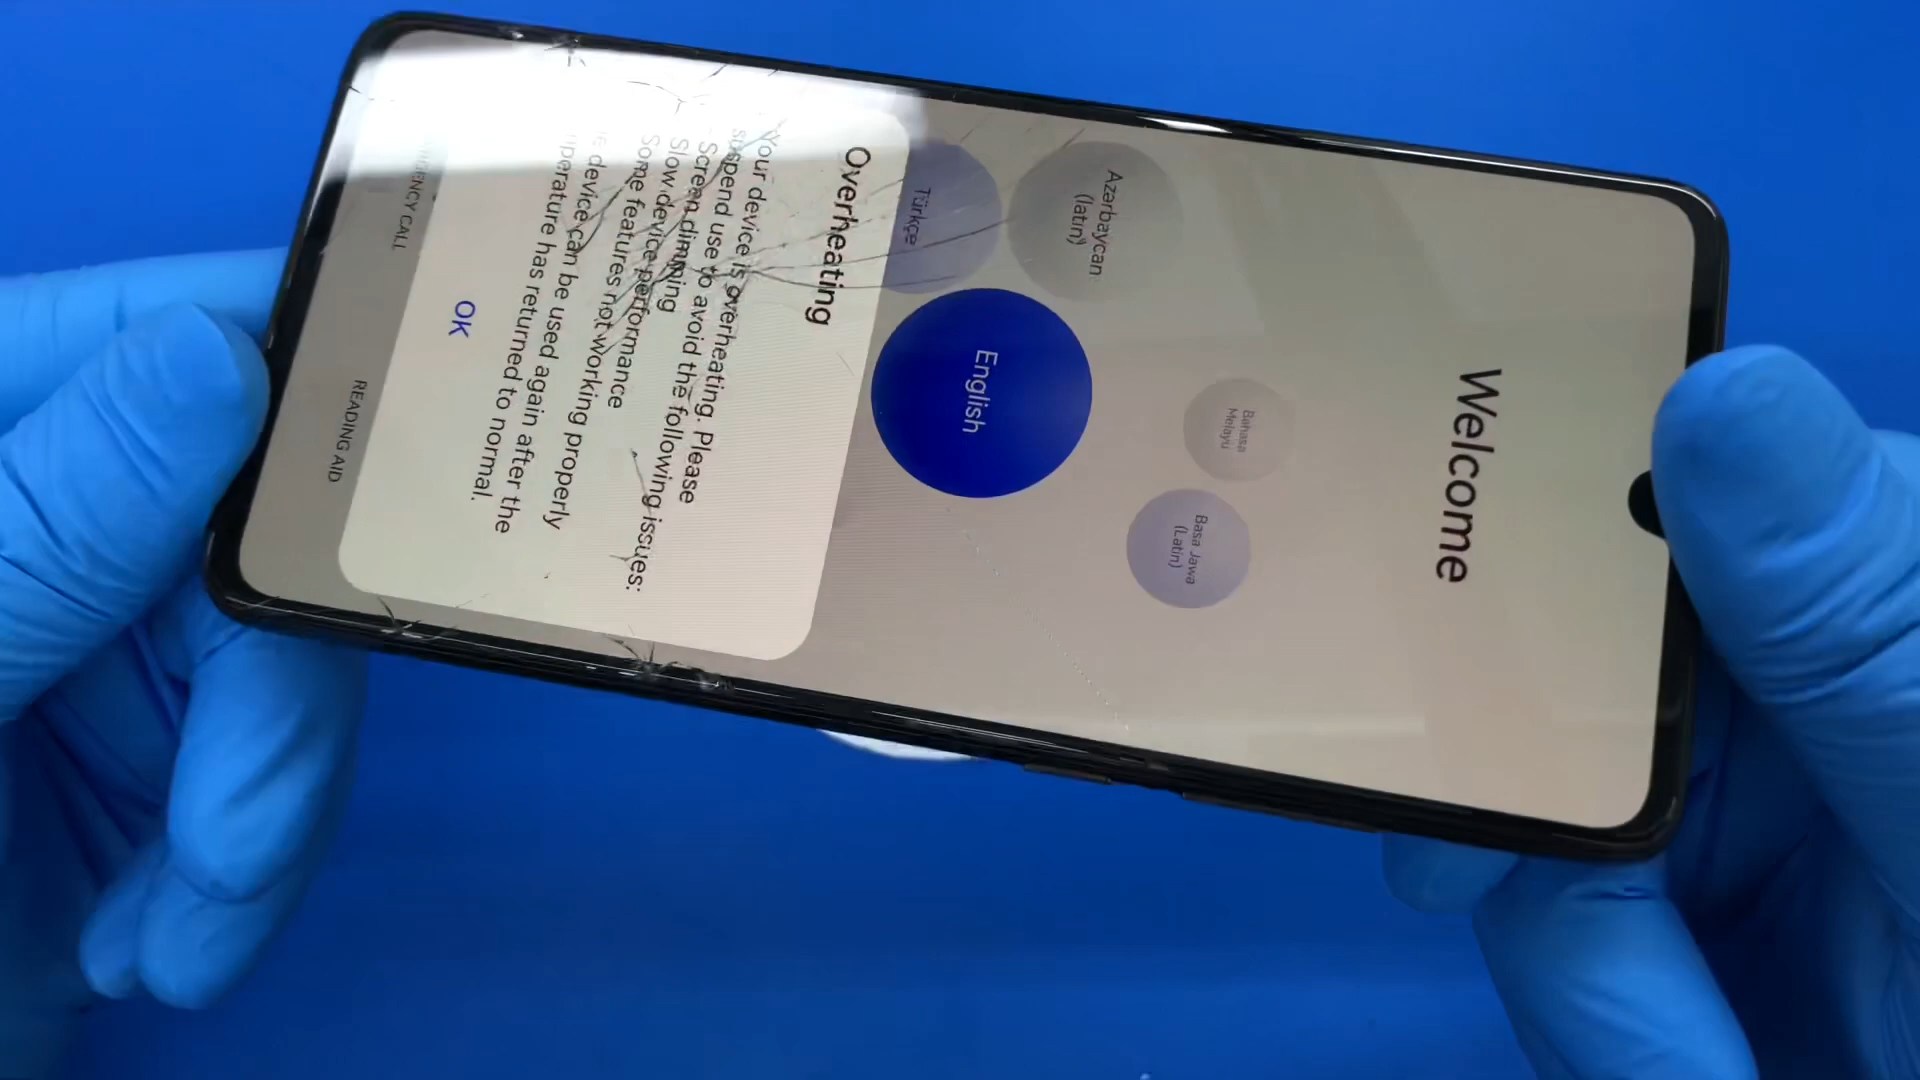 Welcome
Bahasa
Melayu
Basa Jawa
(Latin)
Azərbaycan
(latin)
English
Türkçe
Overheating
Your device is overheating. Please
suspend use to avoid the following issues:
Screen dimming
Slow device performance
Some features not working properly
device can be used again after the
has returned to normal.
OK
CALL
READING AID